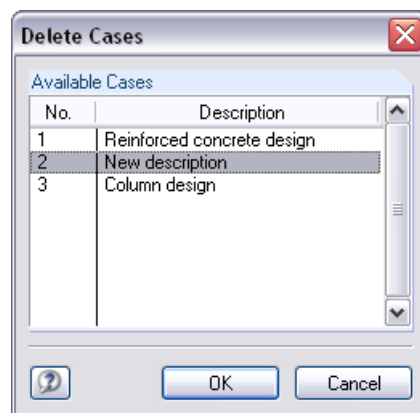 Delete Cases
Available Cases
No. Description
1 Reinforced concrete design
2 New description
3 Column design
OK Cancel